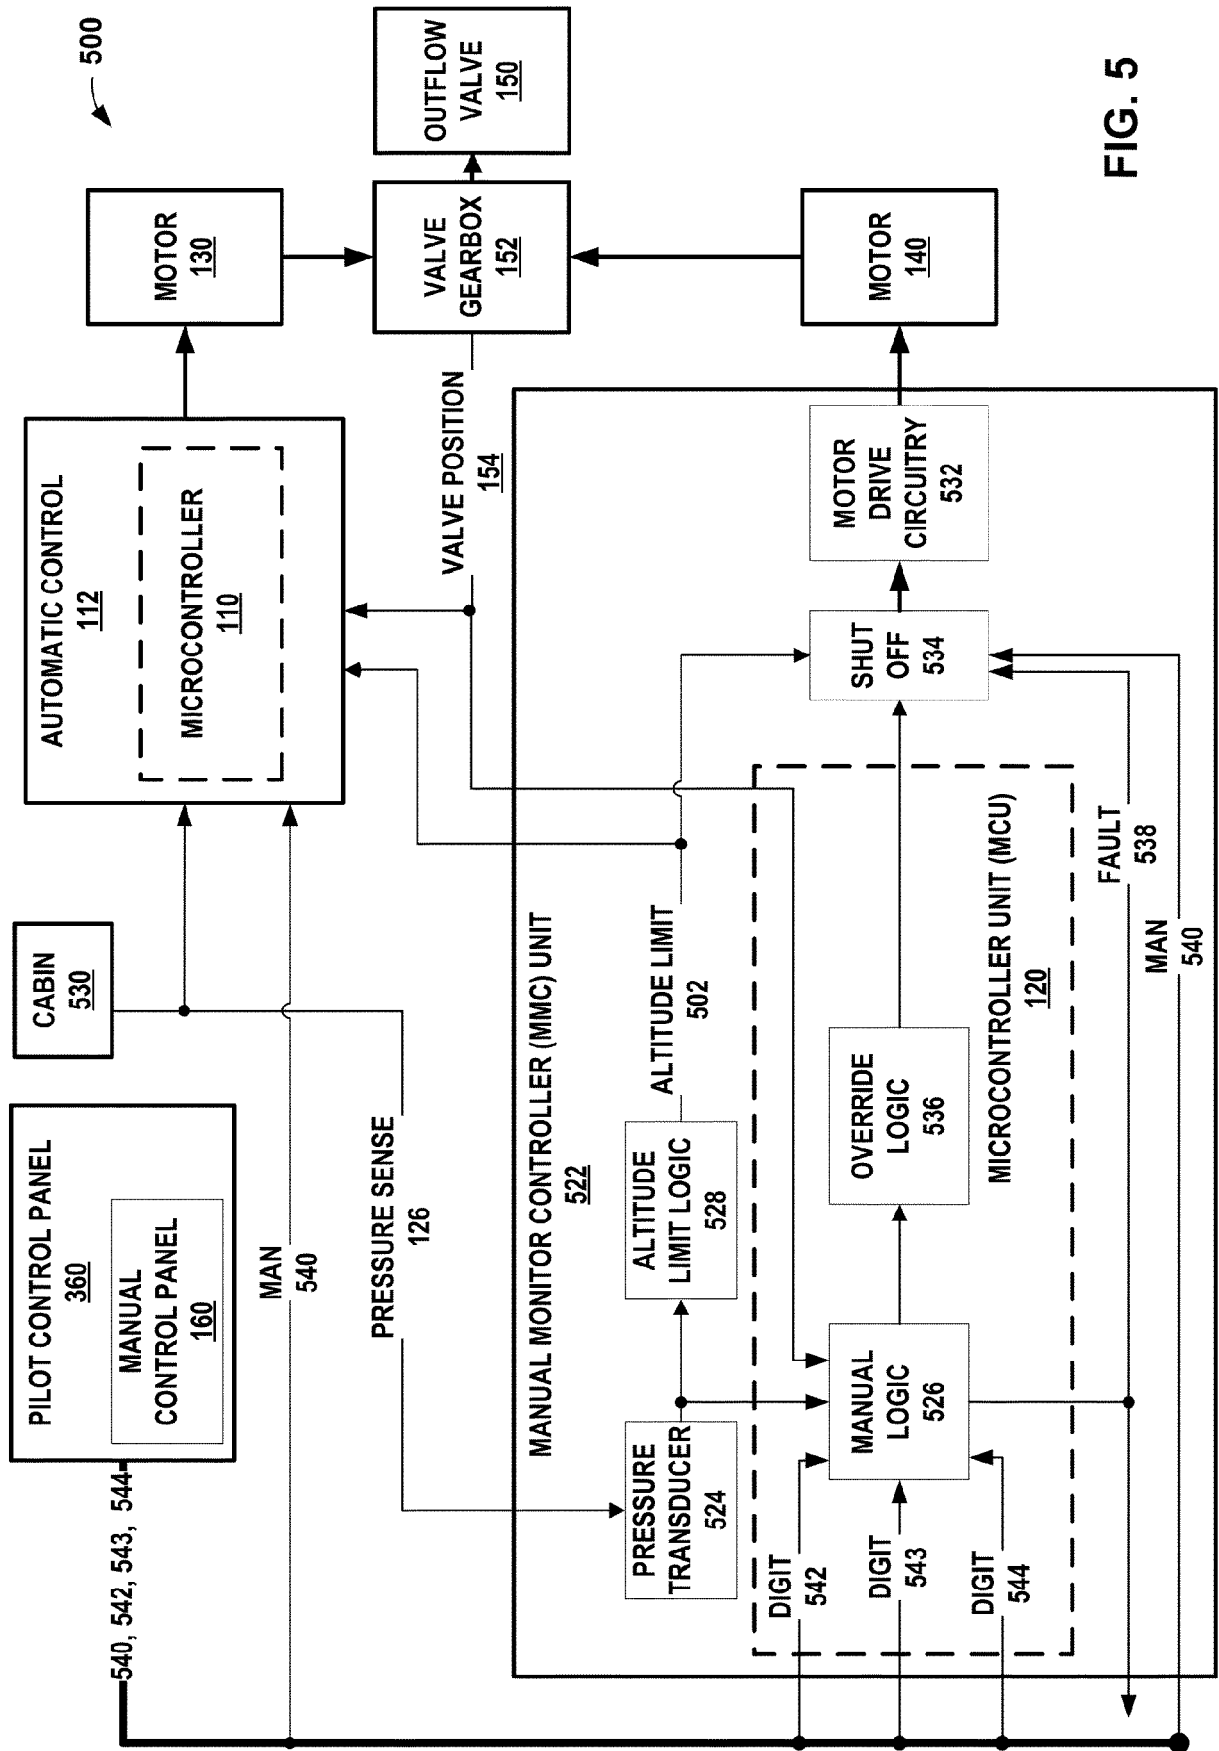 500
PILOT CONTROL PANEL
360
MANUAL
CONTROL PANEL
160
CABIN
530
AUTOMATIC CONTROL
112
MICROCONTROLLER
110
MOTOR
130
540, 542, 543, 544
MAN
540
PRESSURE SENSE
126
VALVE POSITION
154
VALVE
GEARBOX
152
OUTFLOW
VALVE
150
MANUAL MONITOR CONTROLLER (MMC) UNIT
522
PRESSURE
TRANSDUCER
524
ALTITUDE
LIMIT LOGIC
528
ALTITUDE LIMIT
502
DIGIT
542
DIGIT
543
DIGIT
544
MANUAL
LOGIC
526
OVERRIDE
LOGIC
536
SHUT
OFF
534
MOTOR
DRIVE
CIRCUITRY
532
MOTOR
140
MICROCONTROLLER UNIT (MCU)
120
FAULT
538
MAN
540
FIG. 5